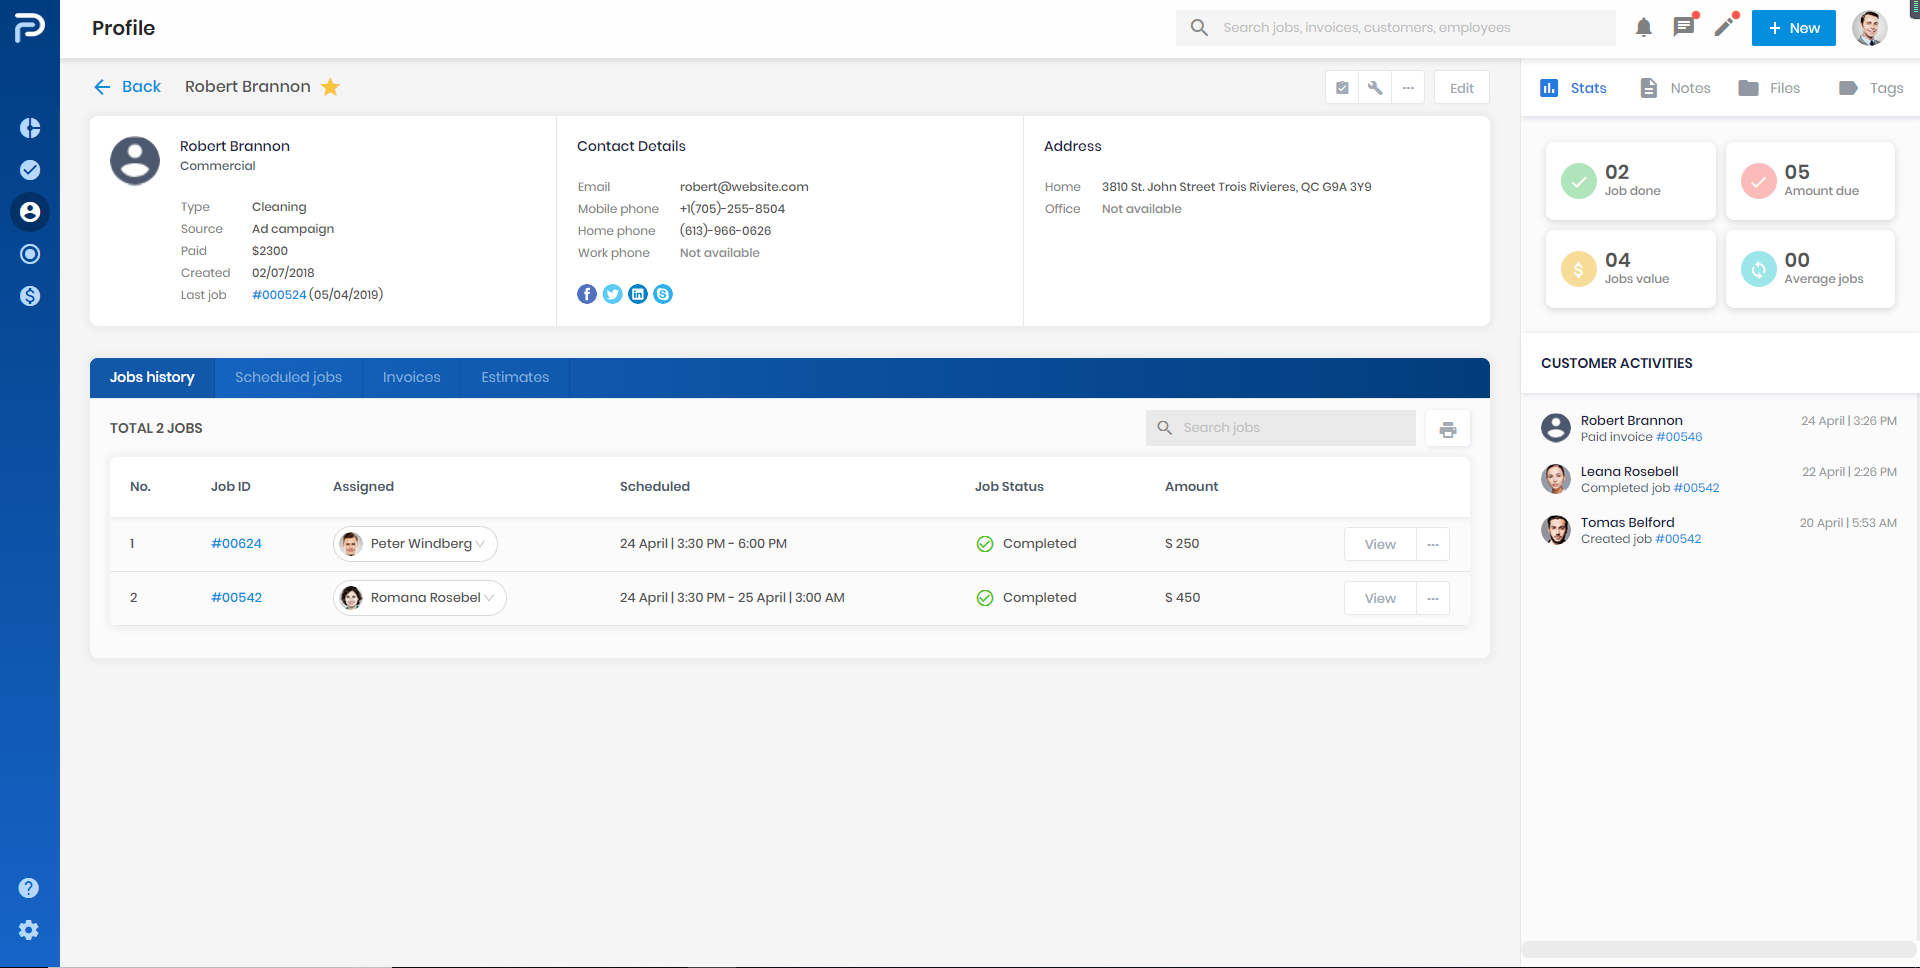 Profile
Search jobs, invoices, customers, employees
+ New
Back
Robert Brannon
Edit
Stats
Notes
Files
Tags
Robert Brannon
Commercial
Type Cleaning
Source Ad campaign
Paid $2300
Created 02/07/2018
Last job #000524 (05/04/2019)
Contact Details
Email robert@website.com
Mobile phone +1(705)-255-8504
Home phone (613)-966-0626
Work phone Not available
Address
Home 3810 St. John Street Trois Rivieres, QC G9A 3Y9
Office Not available
02
Job done
05
Amount due
04
Jobs value
00
Average jobs
Jobs history
Scheduled jobs
Invoices
Estimates
TOTAL 2 JOBS
Search jobs
No. Job ID Assigned Scheduled Job Status Amount
1 #00624 Peter Windberg 24 April | 3:30 PM - 6:00 PM Completed $ 250 View ...
2 #00542 Romana Rosebel 24 April | 3:30 PM - 25 April | 3:00 AM Completed $ 450 View ...
CUSTOMER ACTIVITIES
Robert Brannon 24 April | 3:26 PM
Paid invoice #00546
Leana Rosebell 22 April | 2:26 PM
Completed job #00542
Tomas Belford 20 April | 5:53 AM
Created job #00542